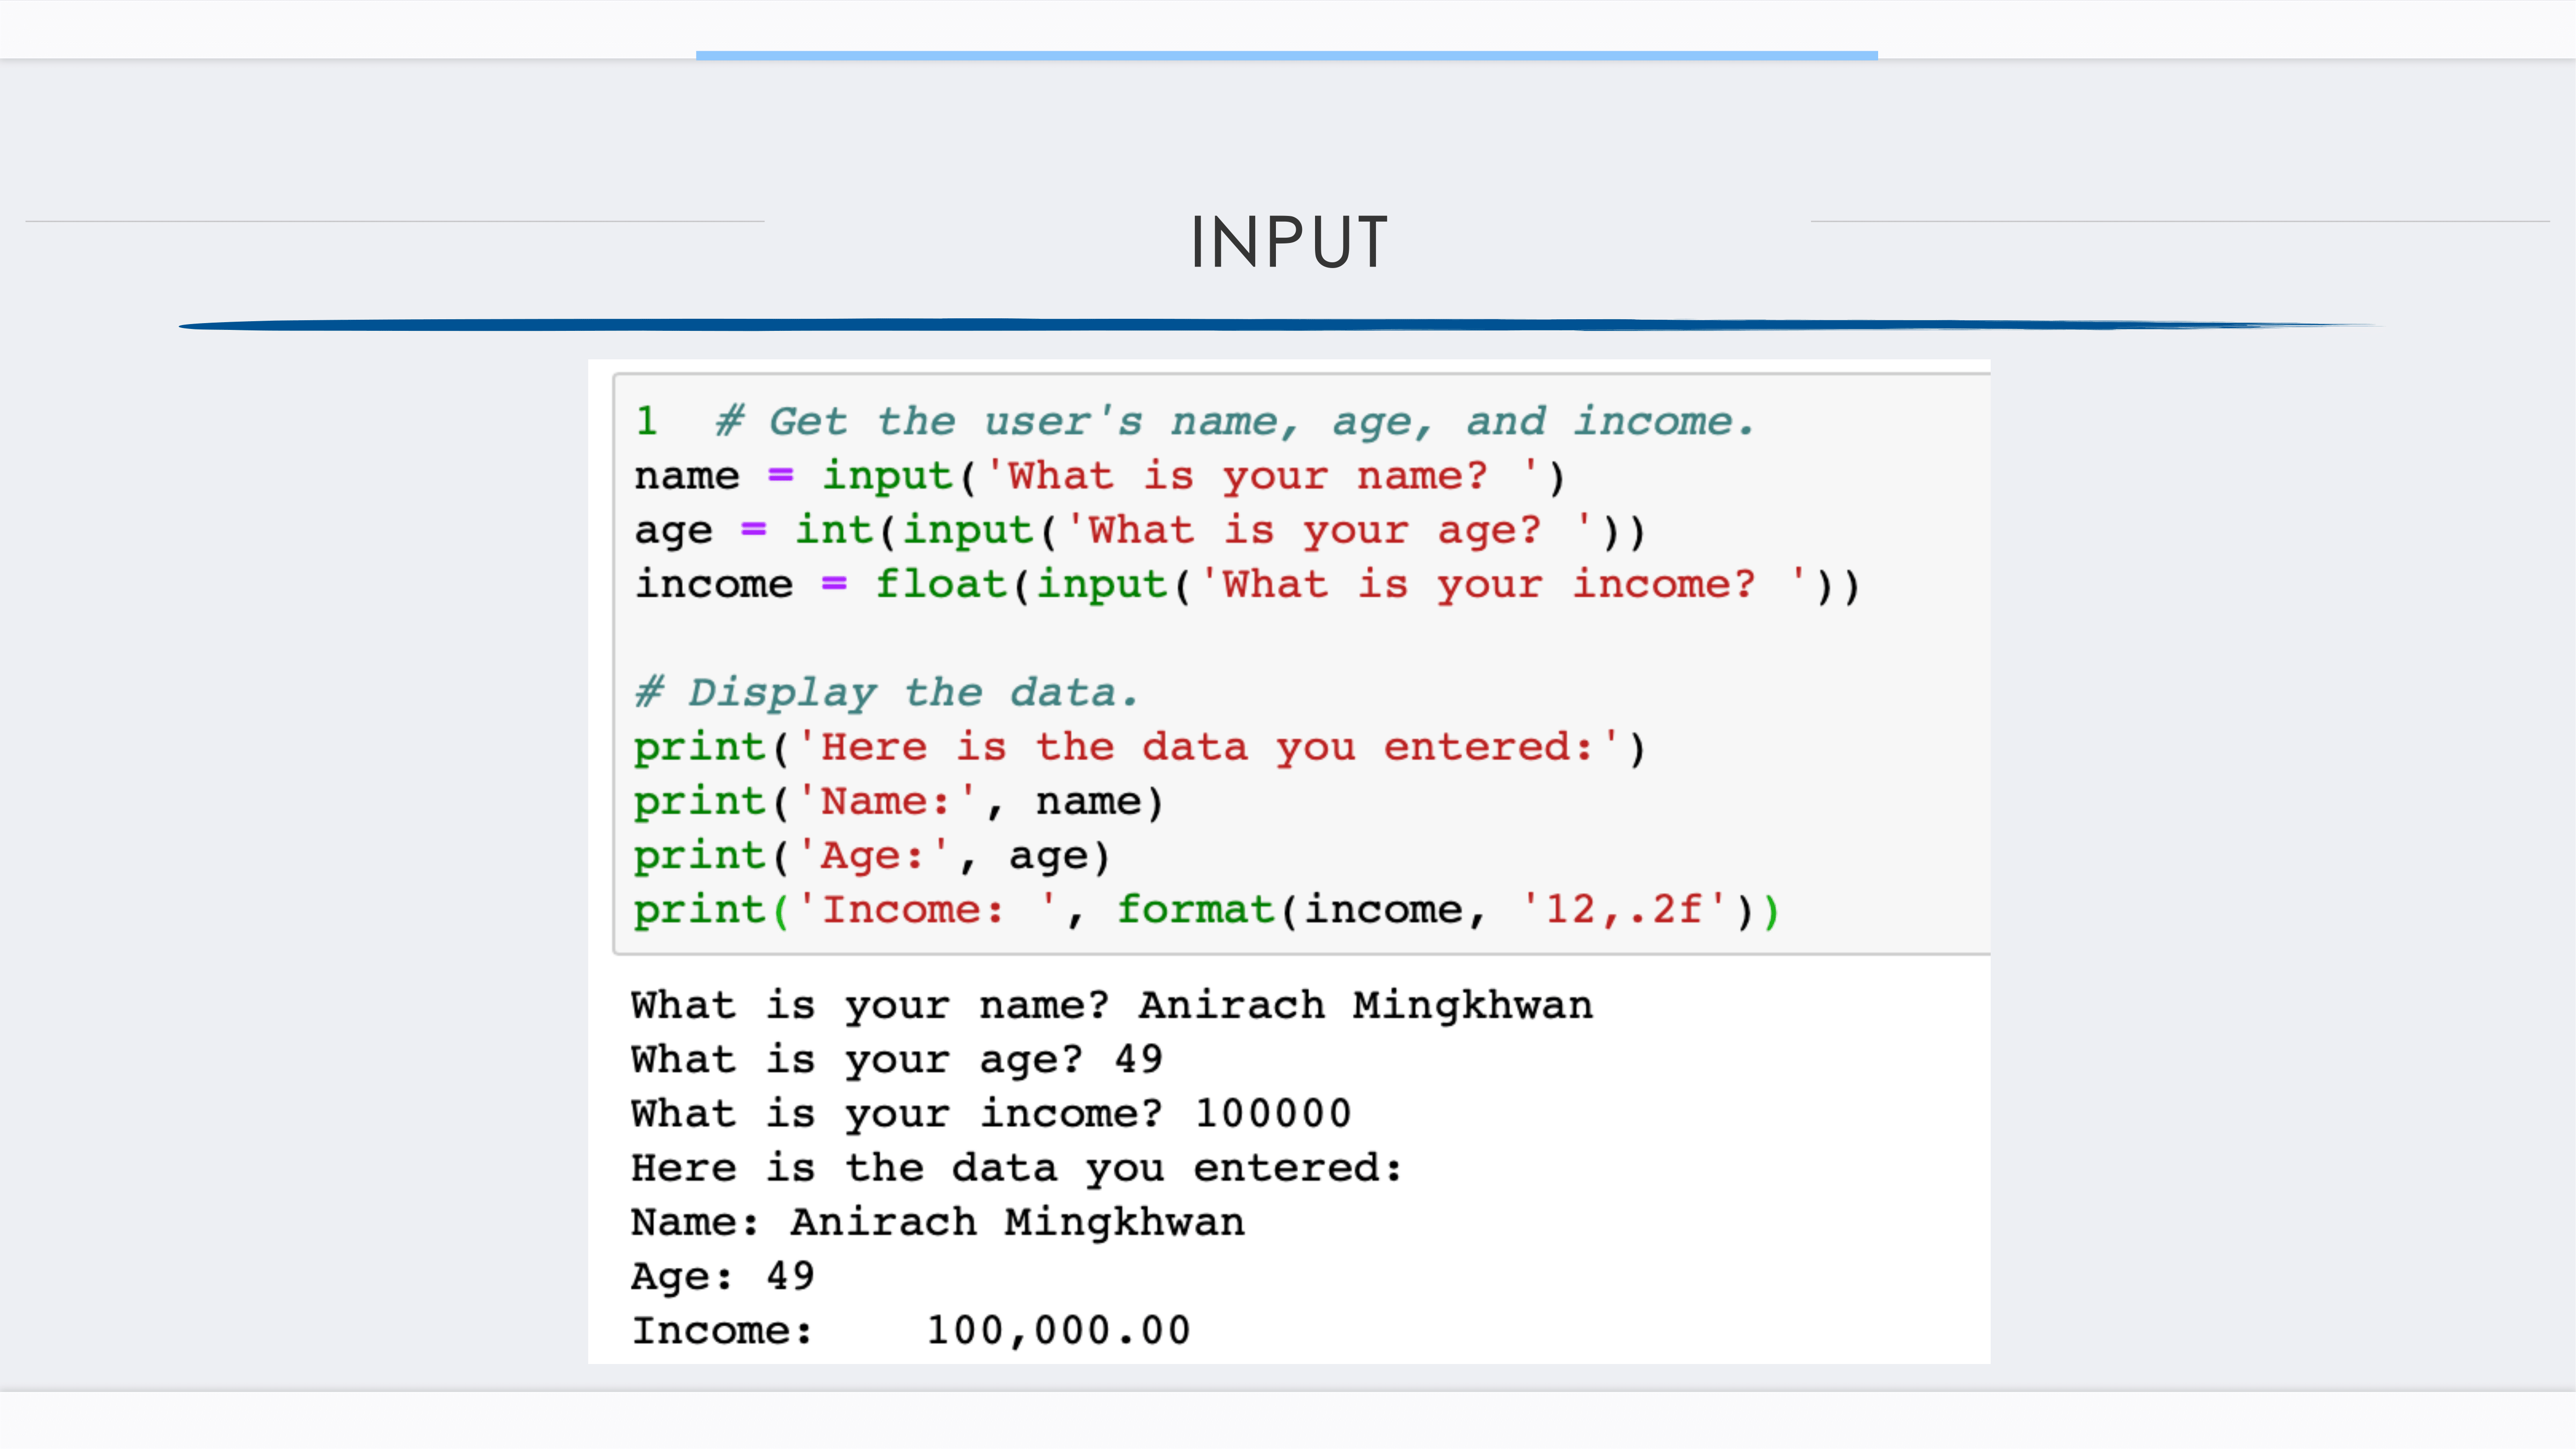 INPUT
1  # Get the user's name, age, and income.
name = input('What is your name? ')
age = int(input('What is your age? '))
income = float(input('What is your income? '))
# Display the data.
print('Here is the data you entered:')
print('Name:', name)
print('Age:', age)
print('Income: ', format(income, '12,.2f'))
What is your name? Anirach Mingkhwan
What is your age? 49
What is your income? 100000
Here is the data you entered:
Name: Anirach Mingkhwan
Age: 49
Income:    100,000.00